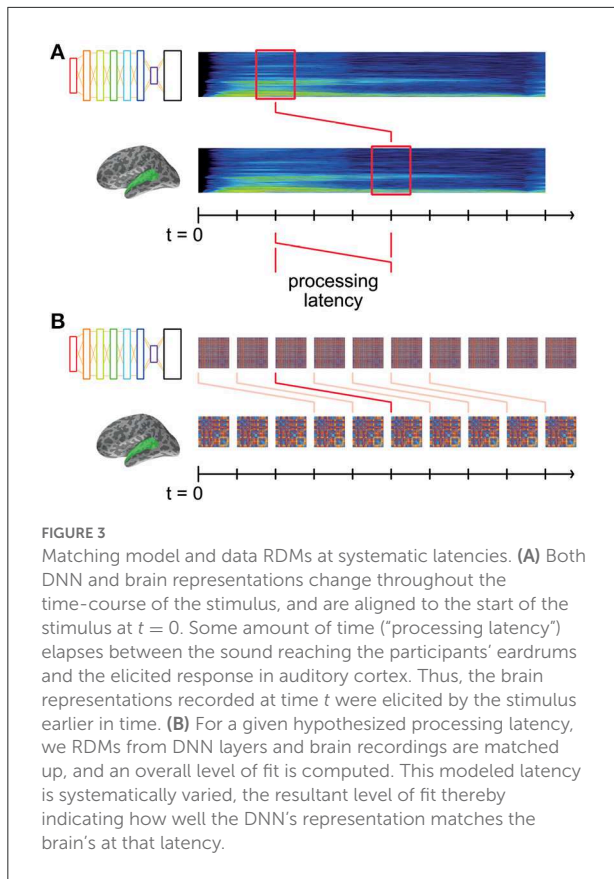 A
t = 0
processing
latency
B
t = 0
FIGURE 3
Matching model and data RDMs at systematic latencies. (A) Both
DNN and brain representations change throughout the
time-course of the stimulus, and are aligned to the start of the
stimulus at t = 0. Some amount of time (“processing latency”)
elapses between the sound reaching the participants’ eardrums
and the elicited response in auditory cortex. Thus, the brain
representations recorded at time t were elicited by the stimulus
earlier in time. (B) For a given hypothesized processing latency,
we RDMs from DNN layers and brain recordings are matched
up, and an overall level of fit is computed. This modeled latency
is systematically varied, the resultant level of fit thereby
indicating how well the DNN’s representation matches the
brain’s at that latency.